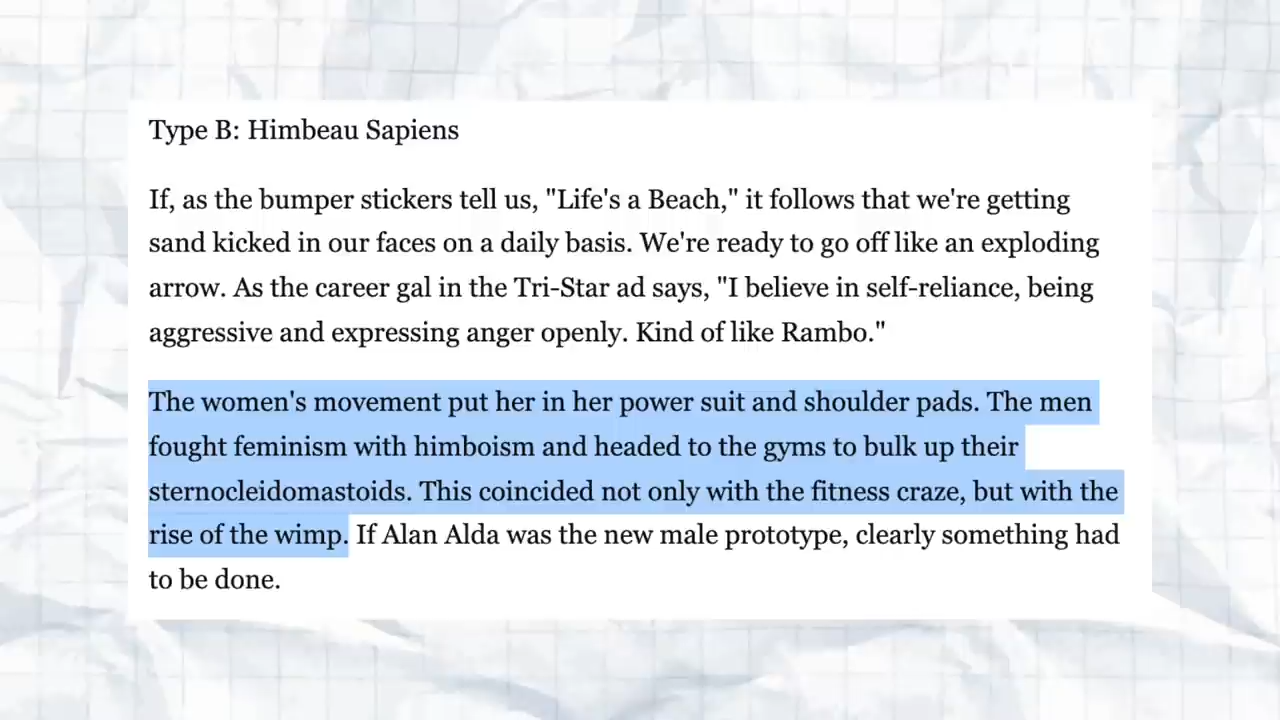 Type B: Himbeau Sapiens
If, as the bumper stickers tell us, "Life's a Beach," it follows that we're getting
sand kicked in our faces on a daily basis. We're ready to go off like an exploding
arrow. As the career gal in the Tri-Star ad says, "I believe in self-reliance, being
aggressive and expressing anger openly. Kind of like Rambo."
The women's movement put her in her power suit and shoulder pads. The men
fought feminism with himboism and headed to the gyms to bulk up their
sternocleidomastoids. This coincided not only with the fitness craze, but with the
rise of the wimp. If Alan Alda was the new male prototype, clearly something had
to be done.